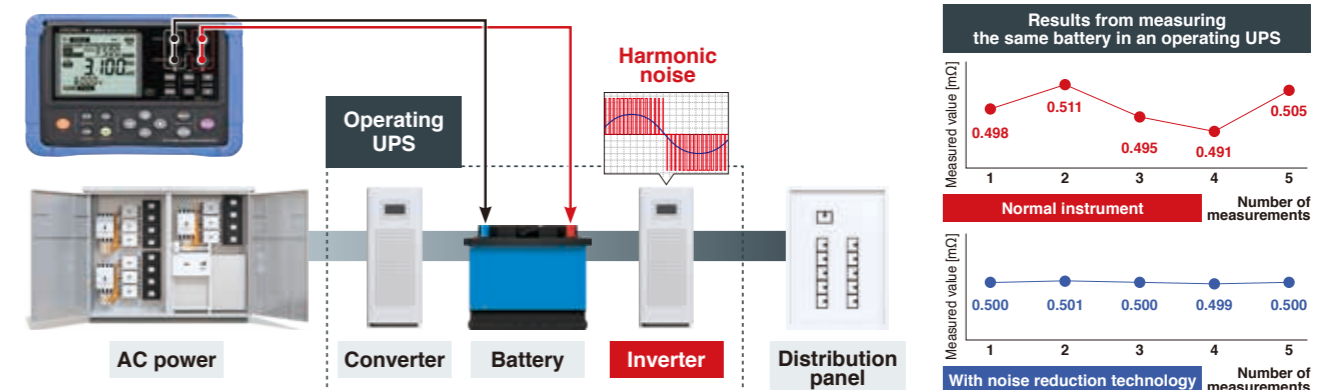 3.100
Operating
UPS
Harmonic
noise
AC power
Converter
Battery
Inverter
Distribution
panel
Results from measuring
the same battery in an operating UPS
Measured value [mΩ]
0.498
0.511
0.495
0.491
0.505
1 2 3 4 5
Normal instrument
Number of
measurements
Measured value [mΩ]
0.500 0.501 0.500 0.499 0.500
1 2 3 4 5
With noise reduction technology
Number of
measurements